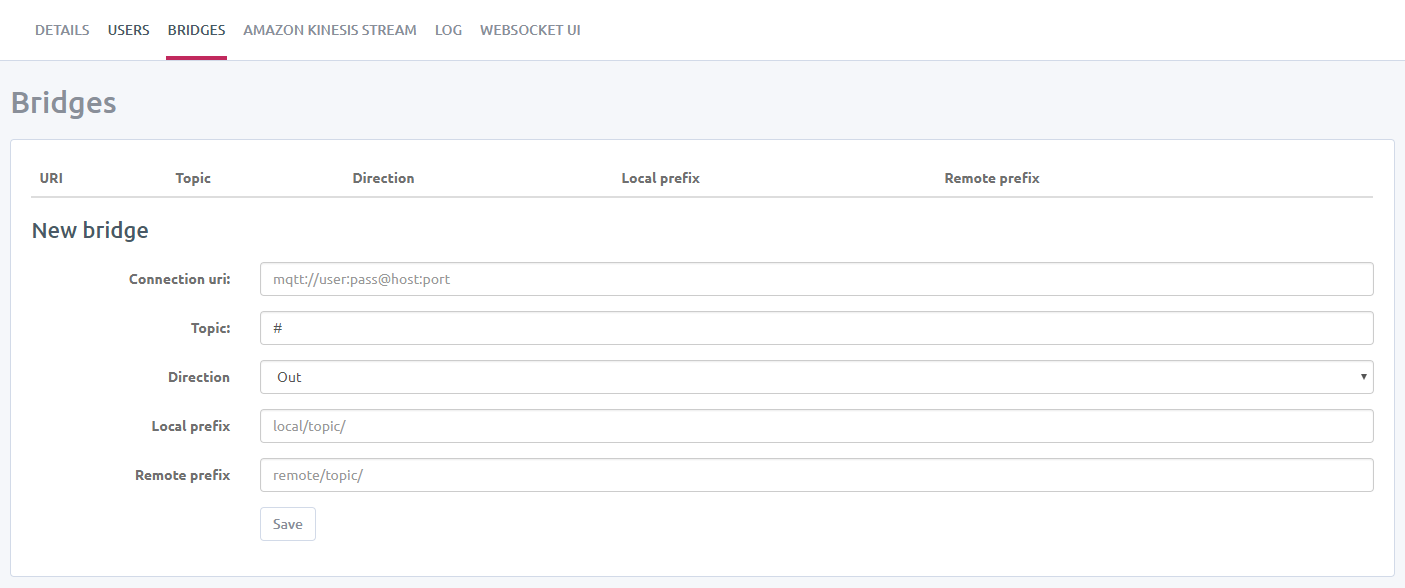 DETAILS USERS BRIDGES AMAZON KINESIS STREAM LOG WEBSOCKET UI
Bridges
URI Topic Direction Local prefix Remote prefix
New bridge
Connection uri: mqtt://user:pass@host:port
Topic: #
Direction Out
Local prefix local/topic/
Remote prefix remote/topic/
Save